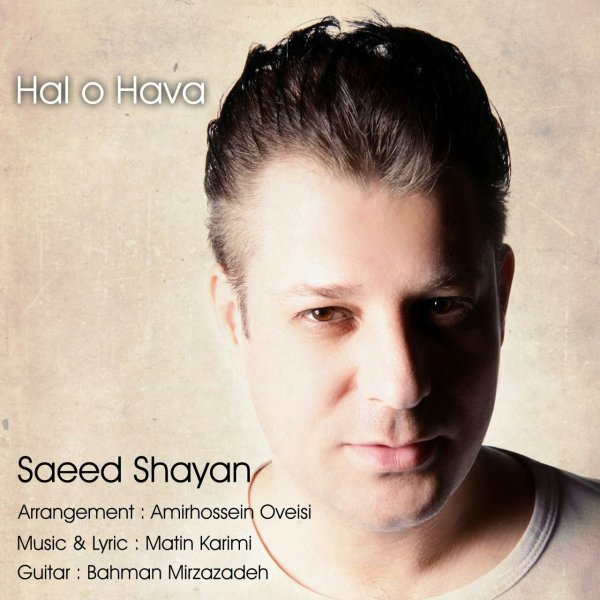 Hal o Hava
Saeed Shayan
Arrangement : Amirhossein Oveisi
Music & Lyric : Matin Karimi
Guitar : Bahman Mirzazadeh